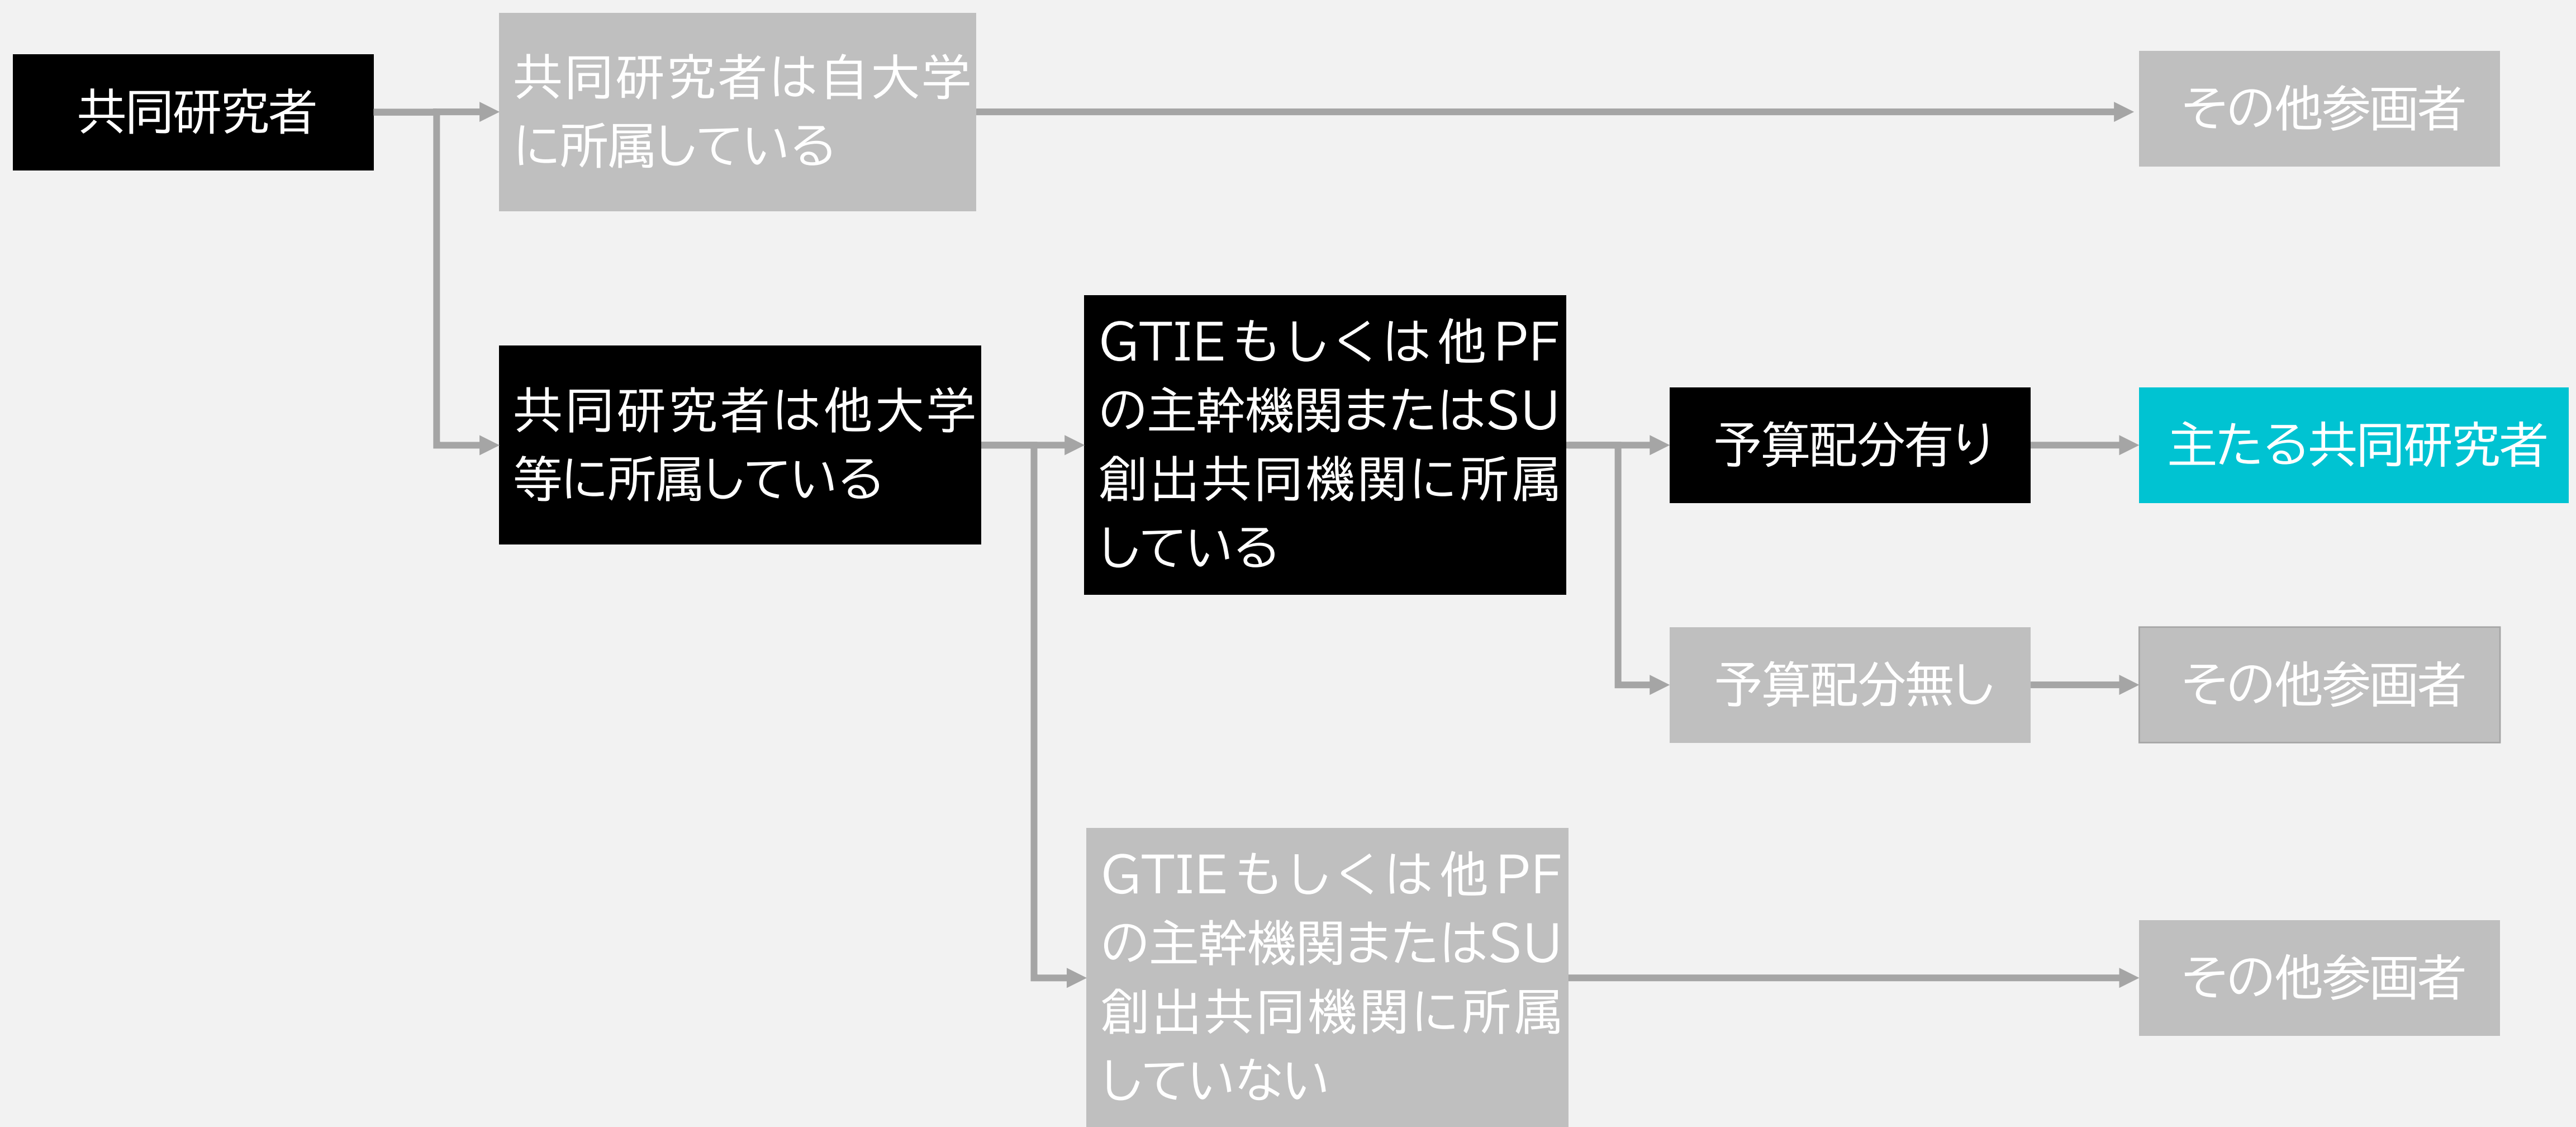 共同研究者
共同研究者は自大学
に所属している
その他参画者
共同研究者は他大学
等に所属している
GTIEもしくは他PF
の主幹機関またはSU
創出共同機関に所属
している
予算配分有り
主たる共同研究者
予算配分無し
その他参画者
GTIEもしくは他PF
の主幹機関またはSU
創出共同機関に所属
していない
その他参画者